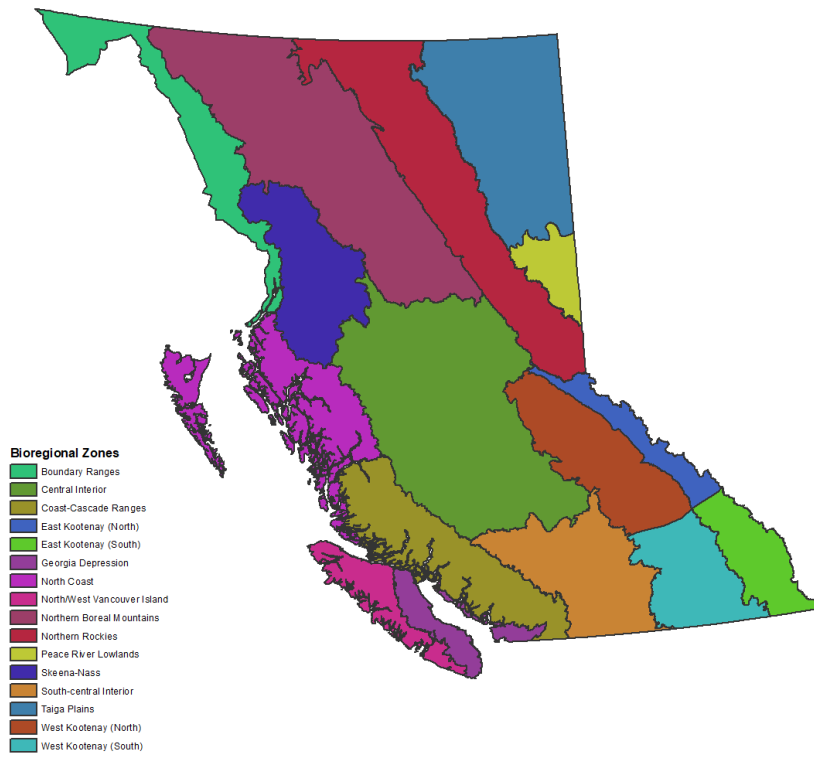 Bioregional Zones
Boundary Ranges
Central Interior
Coast-Cascade Ranges
East Kootenay (North)
East Kootenay (South)
Georgia Depression
North Coast
North/West Vancouver Island
Northern Boreal Mountains
Northern Rockies
Peace River Lowlands
Skeena-Nass
South-central Interior
Taiga Plains
West Kootenay (North)
West Kootenay (South)